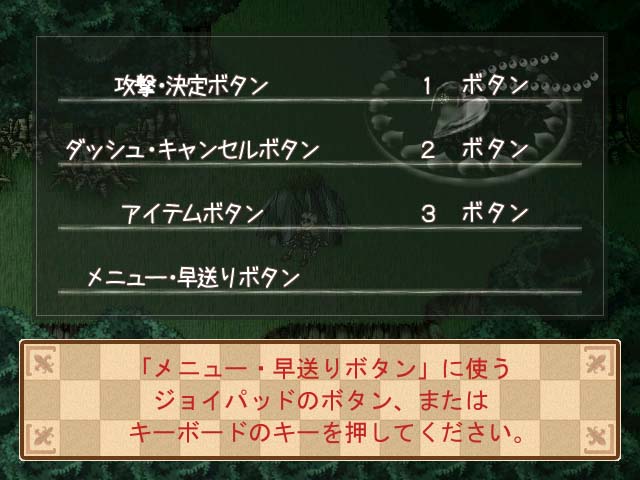 攻撃・決定ボタン 1 ボタン
ダッシュ・キャンセルボタン 2 ボタン
アイテムボタン 3 ボタン
メニュー・早送りボタン
「メニュー・早送りボタン」に使う
ジョイパッドのボタン、または
キーボードのキーを押してください。